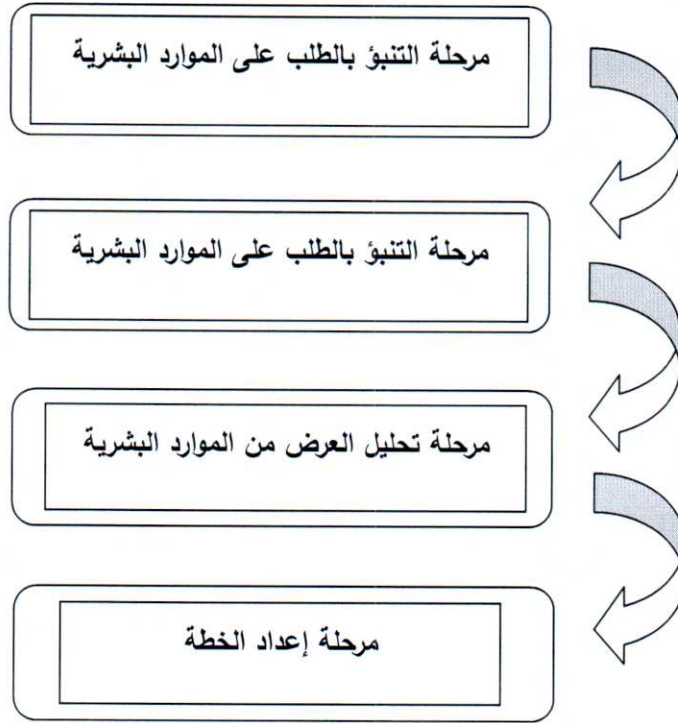 مرحلة التنبؤ بالطلب على الموارد البشرية
مرحلة التنبؤ بالطلب على الموارد البشرية
مرحلة تحليل العرض من الموارد البشرية
مرحلة إعداد الخطة